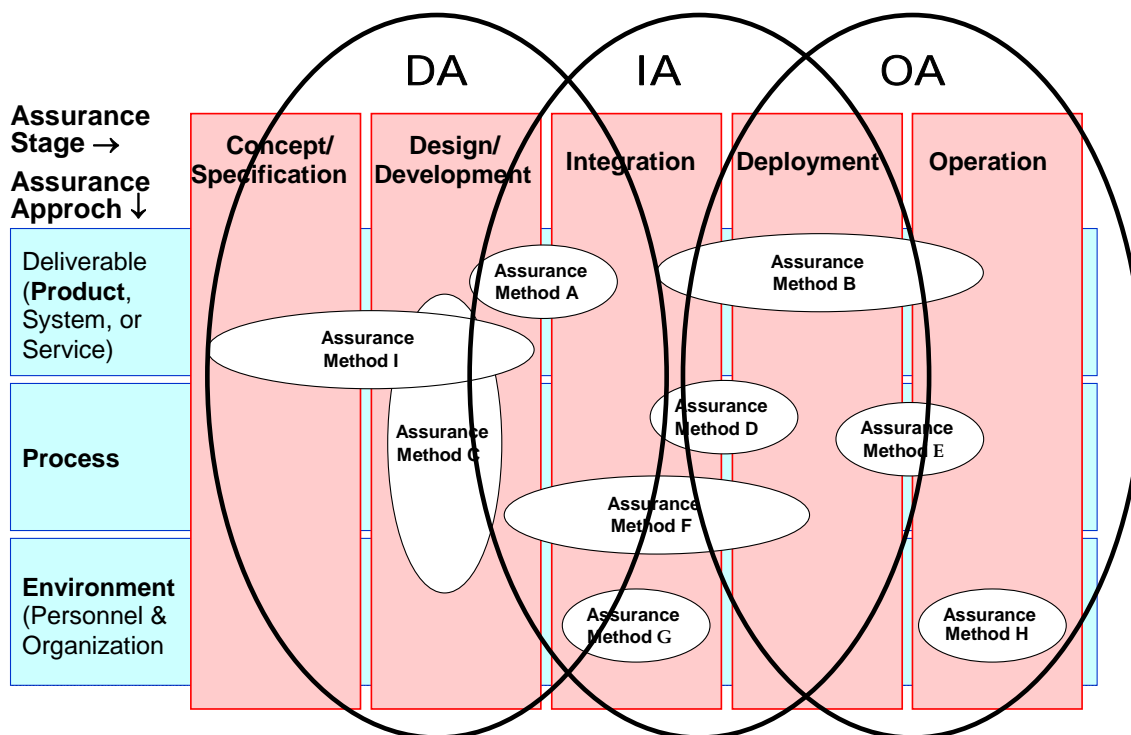 DA
IA
OA
Assurance
Stage →
Assurance
Approch ↓
Concept/
Specification
Design/
Development
Integration
Deployment
Operation
Deliverable
(Product,
System, or
Service)
Assurance
Method A
Assurance
Method B
Assurance
Method I
Process
Assurance
Method C
Assurance
Method D
Assurance
Method E
Assurance
Method F
Environment
(Personnel &
Organization
Assurance
Method G
Assurance
Method H